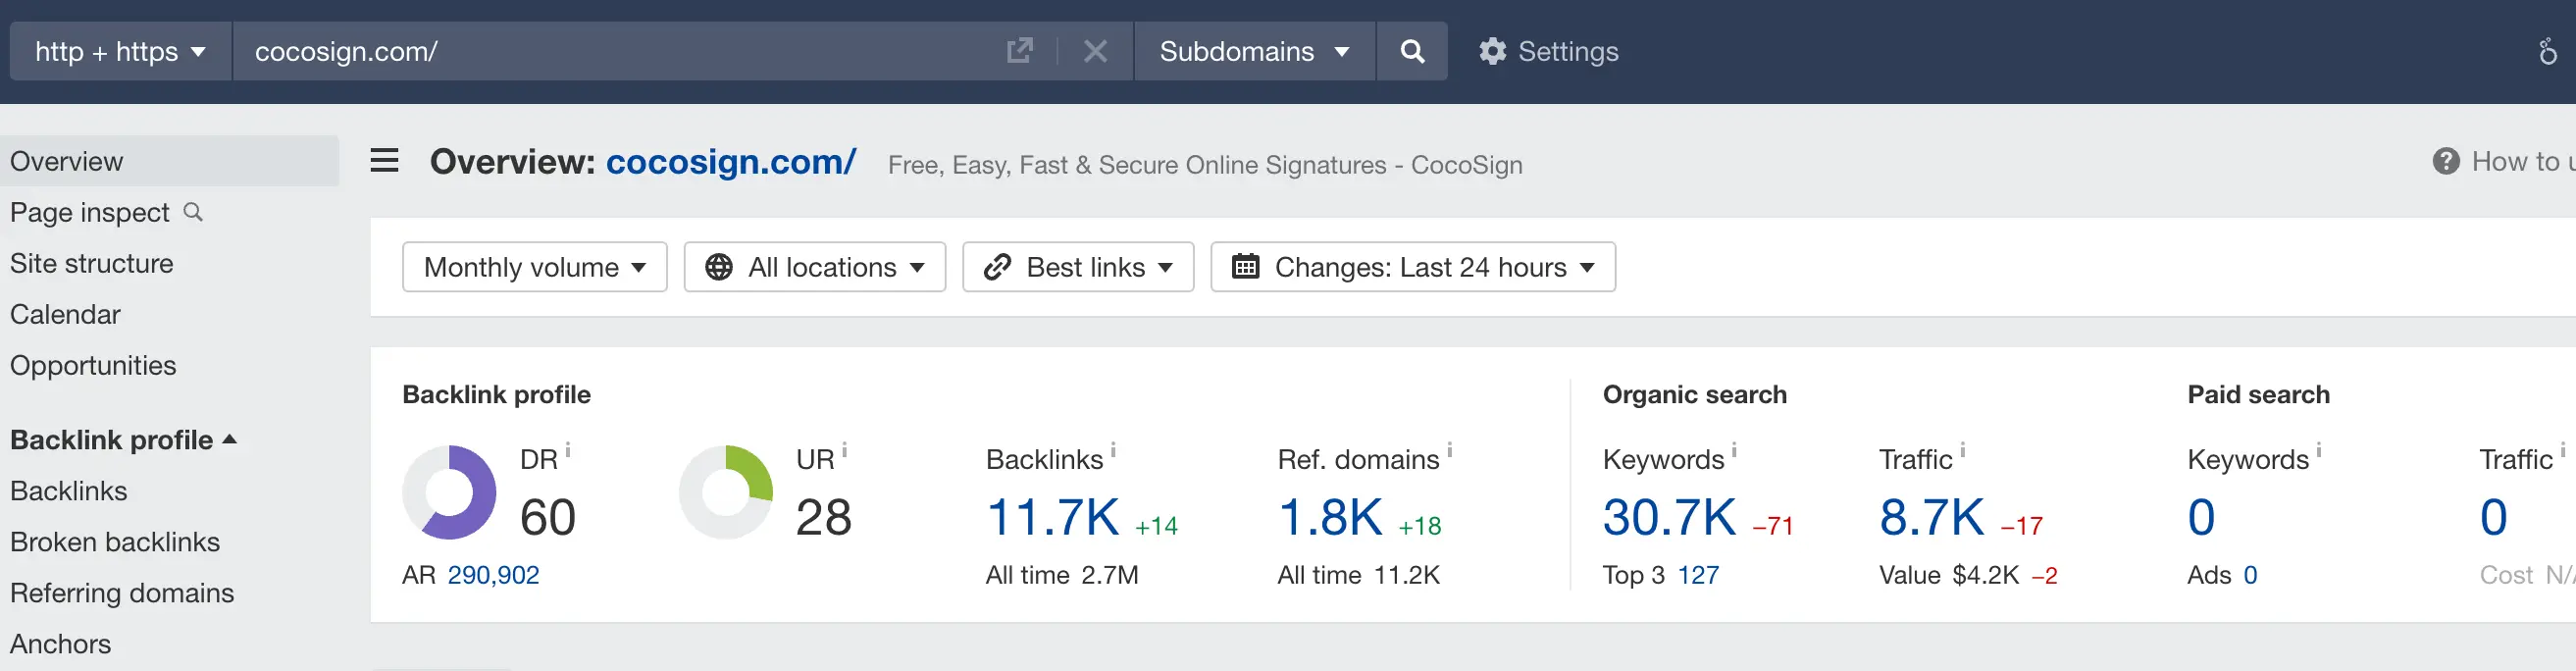 http + https
cocosign.com/
Subdomains
Settings
Overview
Page inspect
Site structure
Calendar
Opportunities
Backlink profile
Backlinks
Broken backlinks
Referring domains
Anchors
Overview: cocosign.com/ Free, Easy, Fast & Secure Online Signatures - CocoSign
How to u
Monthly volume
All locations
Best links
Changes: Last 24 hours
Backlink profile
DR i
60
AR 290,902
UR i
28
Backlinks i
11.7K +14
All time 2.7M
Ref. domains i
1.8K +18
All time 11.2K
Organic search
Keywords i
30.7K −71
Top 3 127
Traffic i
8.7K −17
Value $4.2K −2
Paid search
Keywords i
0
Ads 0
Traffic i
0
Cost N/